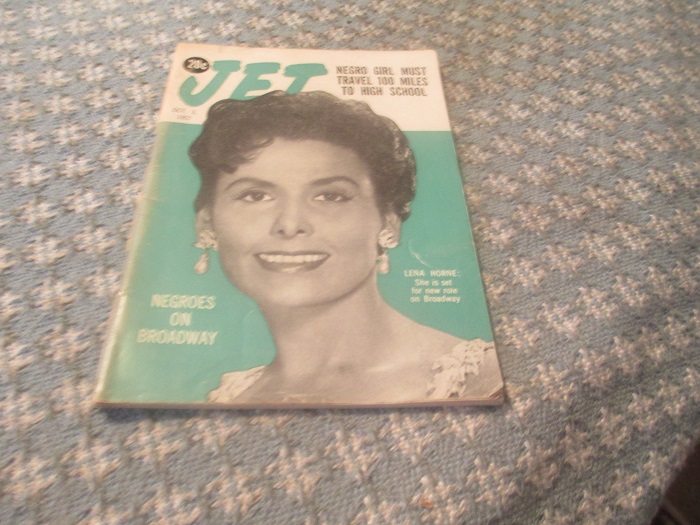 20c
JET
NEGRO GIRL MUST
TRAVEL 100 MILES
TO HIGH SCHOOL
LENA HORNE:
She is set
for new role
on Broadway
NEGROES
ON
BROADWAY